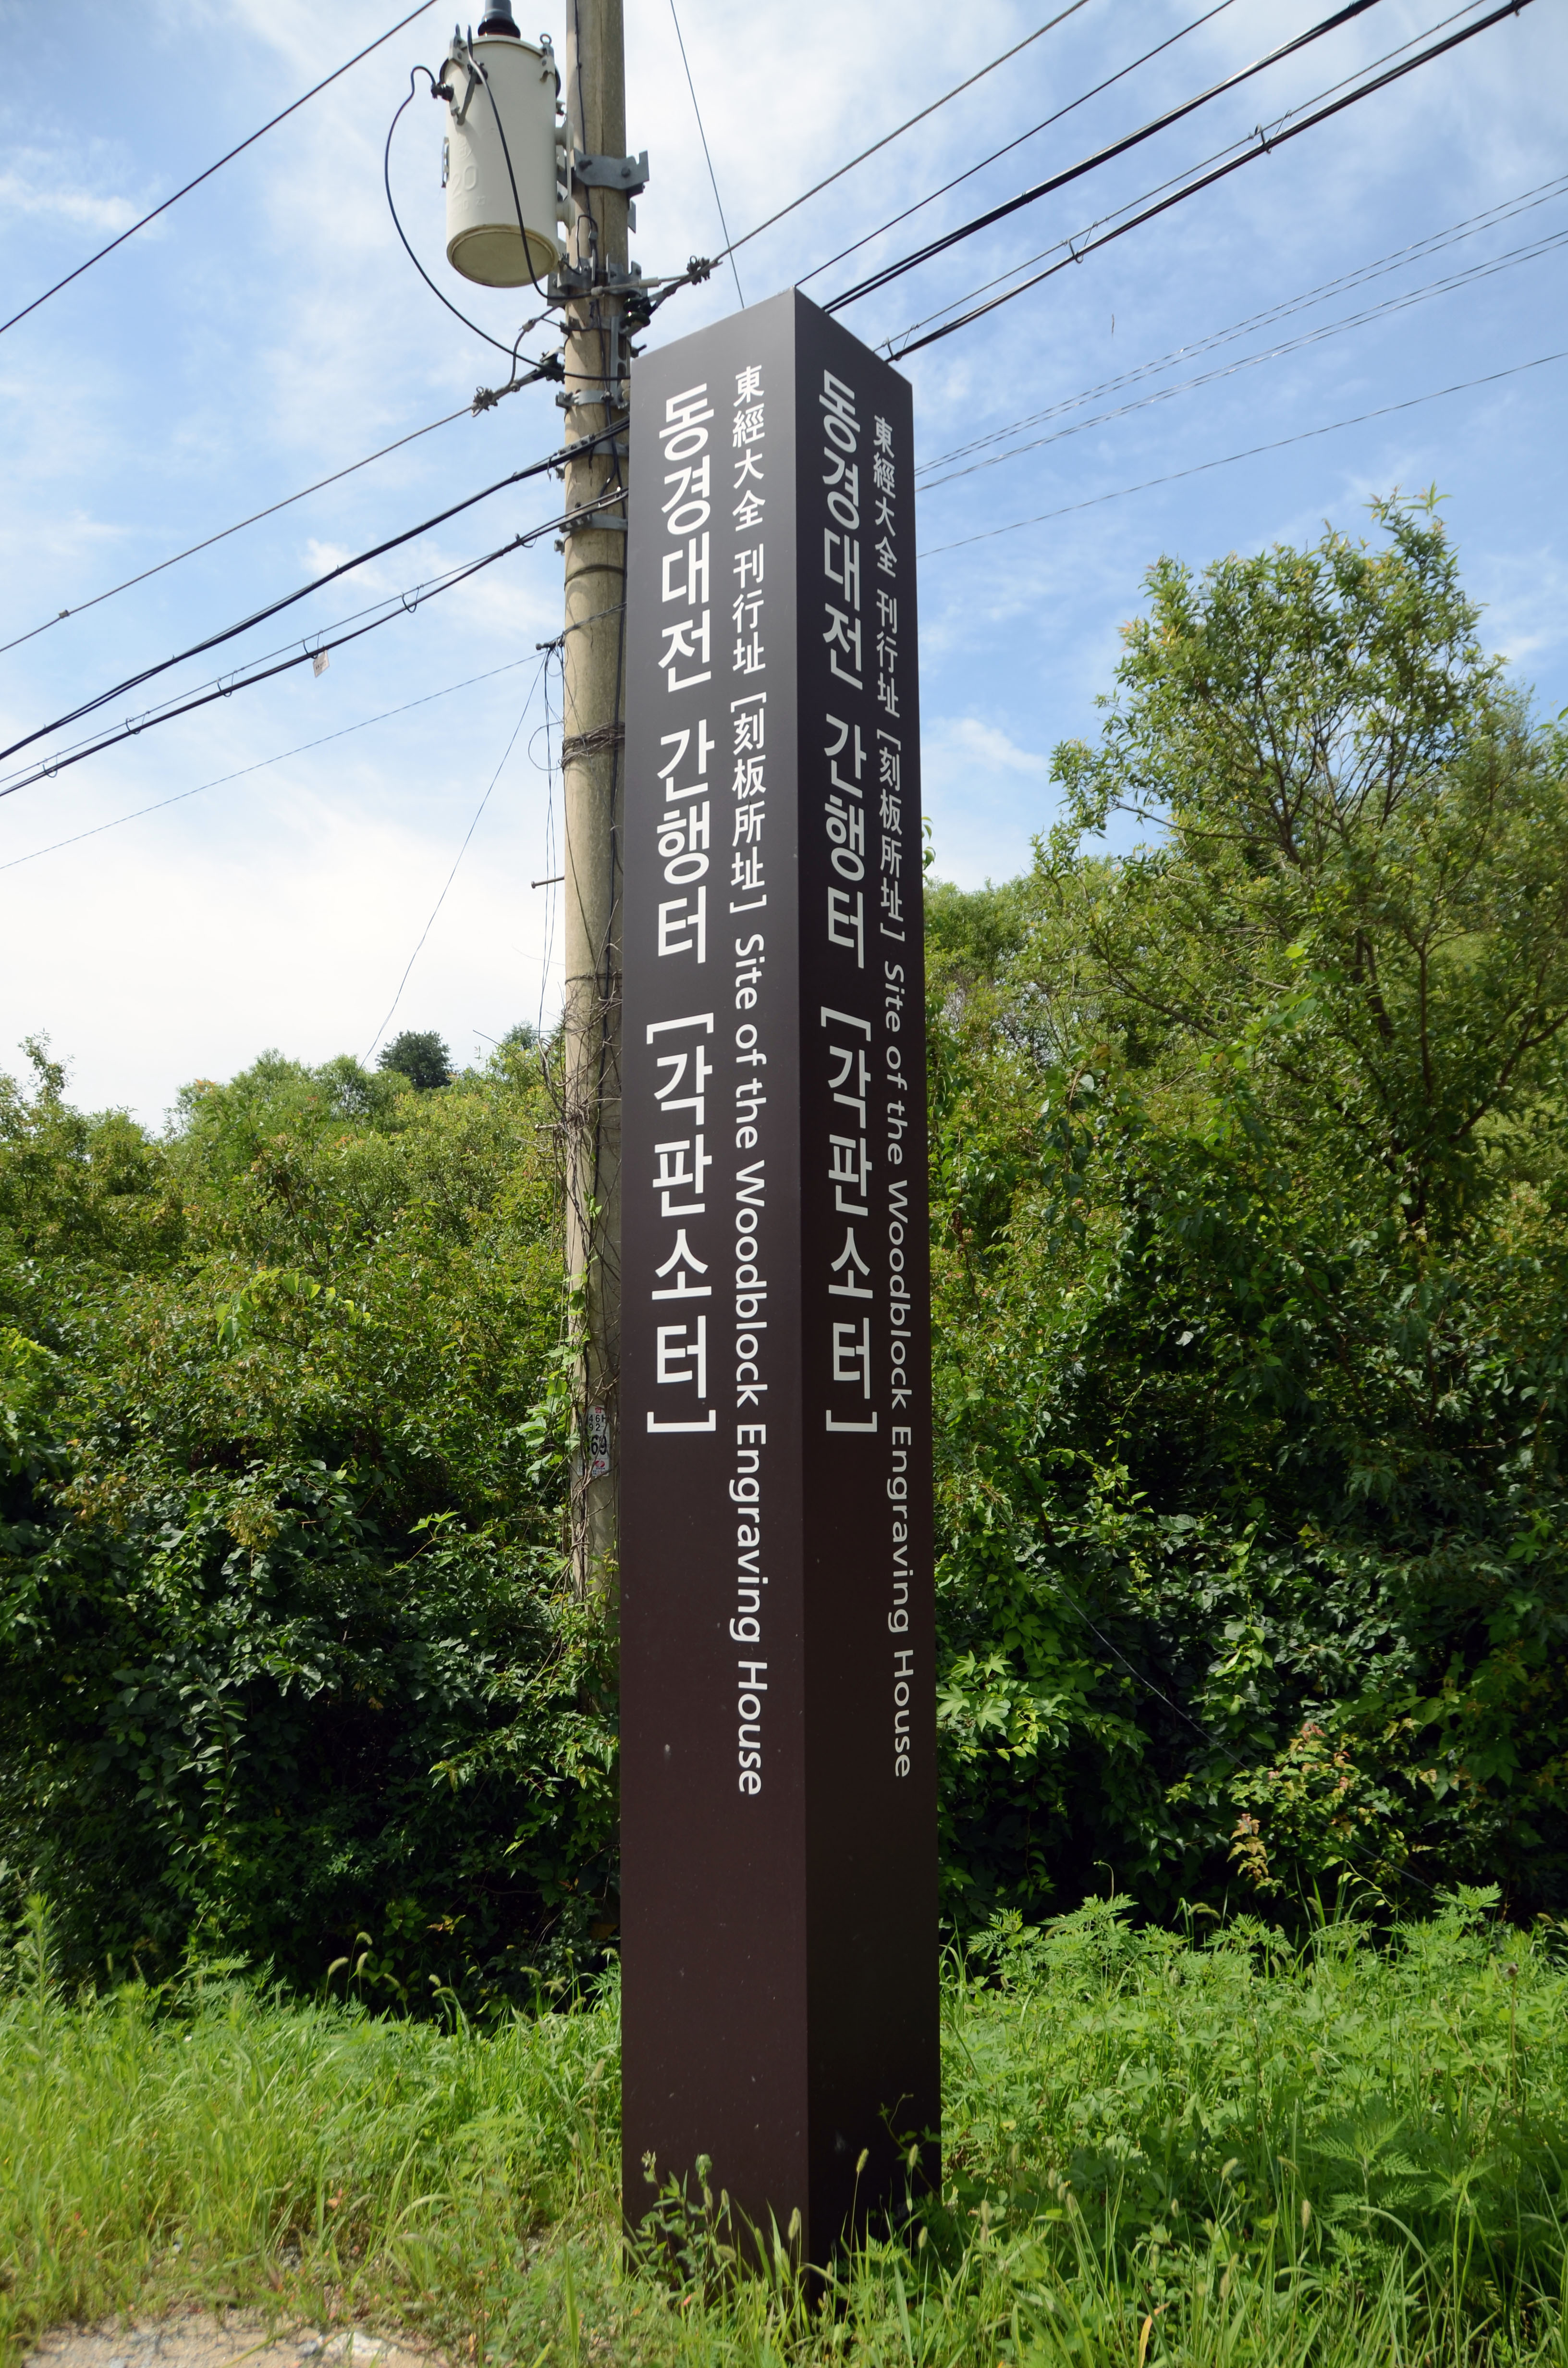 동경대전 간행터 [각판소터]
東經大全 刊行址 [刻板所址] Site of the Woodblock Engraving House
동경대전 간행터 [각판소터]
東經大全 刊行址 [刻板所址] Site of the Woodblock Engraving House